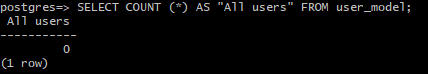 postgres=> SELECT COUNT (*) AS "All users" FROM user_model;
 All users
-----------
         0
(1 row)